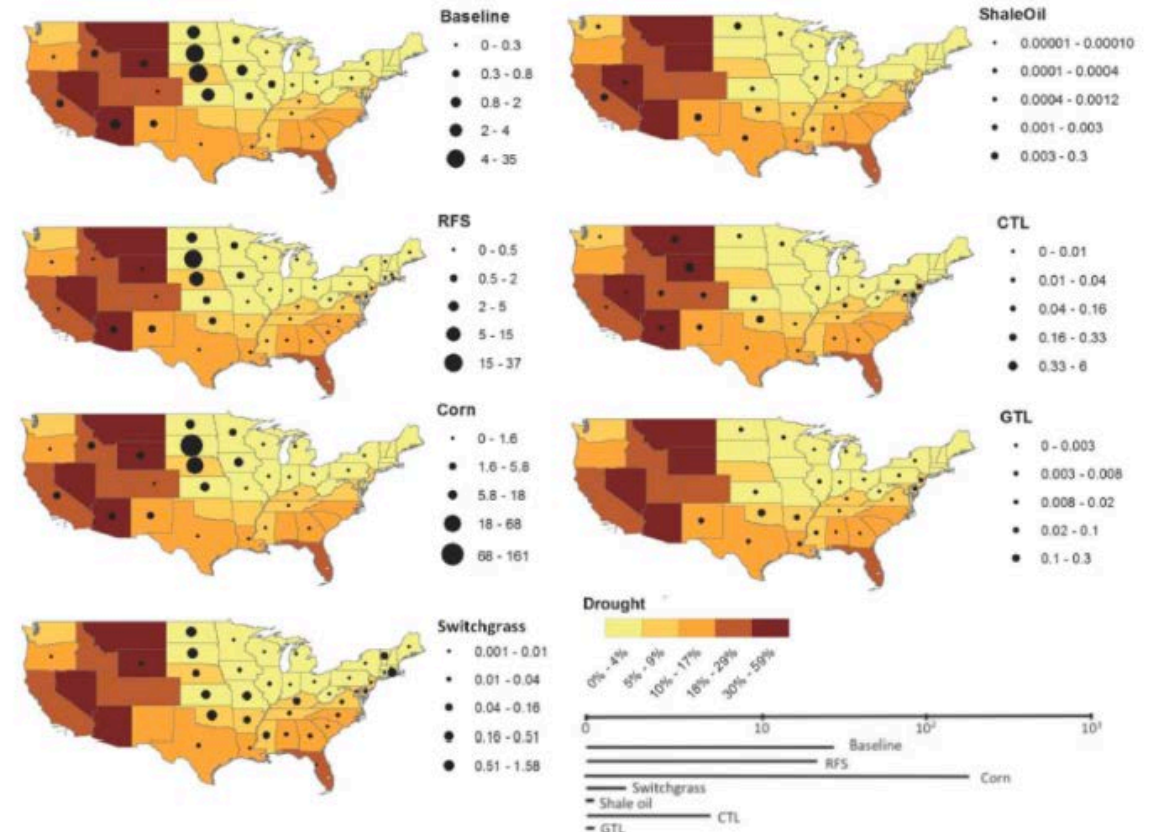 Baseline
0 - 0.3
0.3 - 0.8
0.8 - 2
2 - 4
4 - 35
ShaleOil
0.00001 - 0.00010
0.0001 - 0.0004
0.0004 - 0.0012
0.001 - 0.003
0.003 - 0.3
RFS
0 - 0.5
0.5 - 2
2 - 5
5 - 15
15 - 37
CTL
0 - 0.01
0.01 - 0.04
0.04 - 0.16
0.16 - 0.33
0.33 - 6
Corn
0 - 1.6
1.6 - 5.8
5.8 - 18
18 - 68
68 - 161
GTL
0 - 0.003
0.003 - 0.008
0.008 - 0.02
0.02 - 0.1
0.1 - 0.3
Switchgrass
0.001 - 0.01
0.01 - 0.04
0.04 - 0.16
0.16 - 0.51
0.51 - 1.58
Drought
0% - 4%
5% - 9%
10% - 17%
18% - 29%
30% - 59%
0 10 10² 10³
Baseline
RFS
Corn
Switchgrass
Shale oil
CTL
GTL